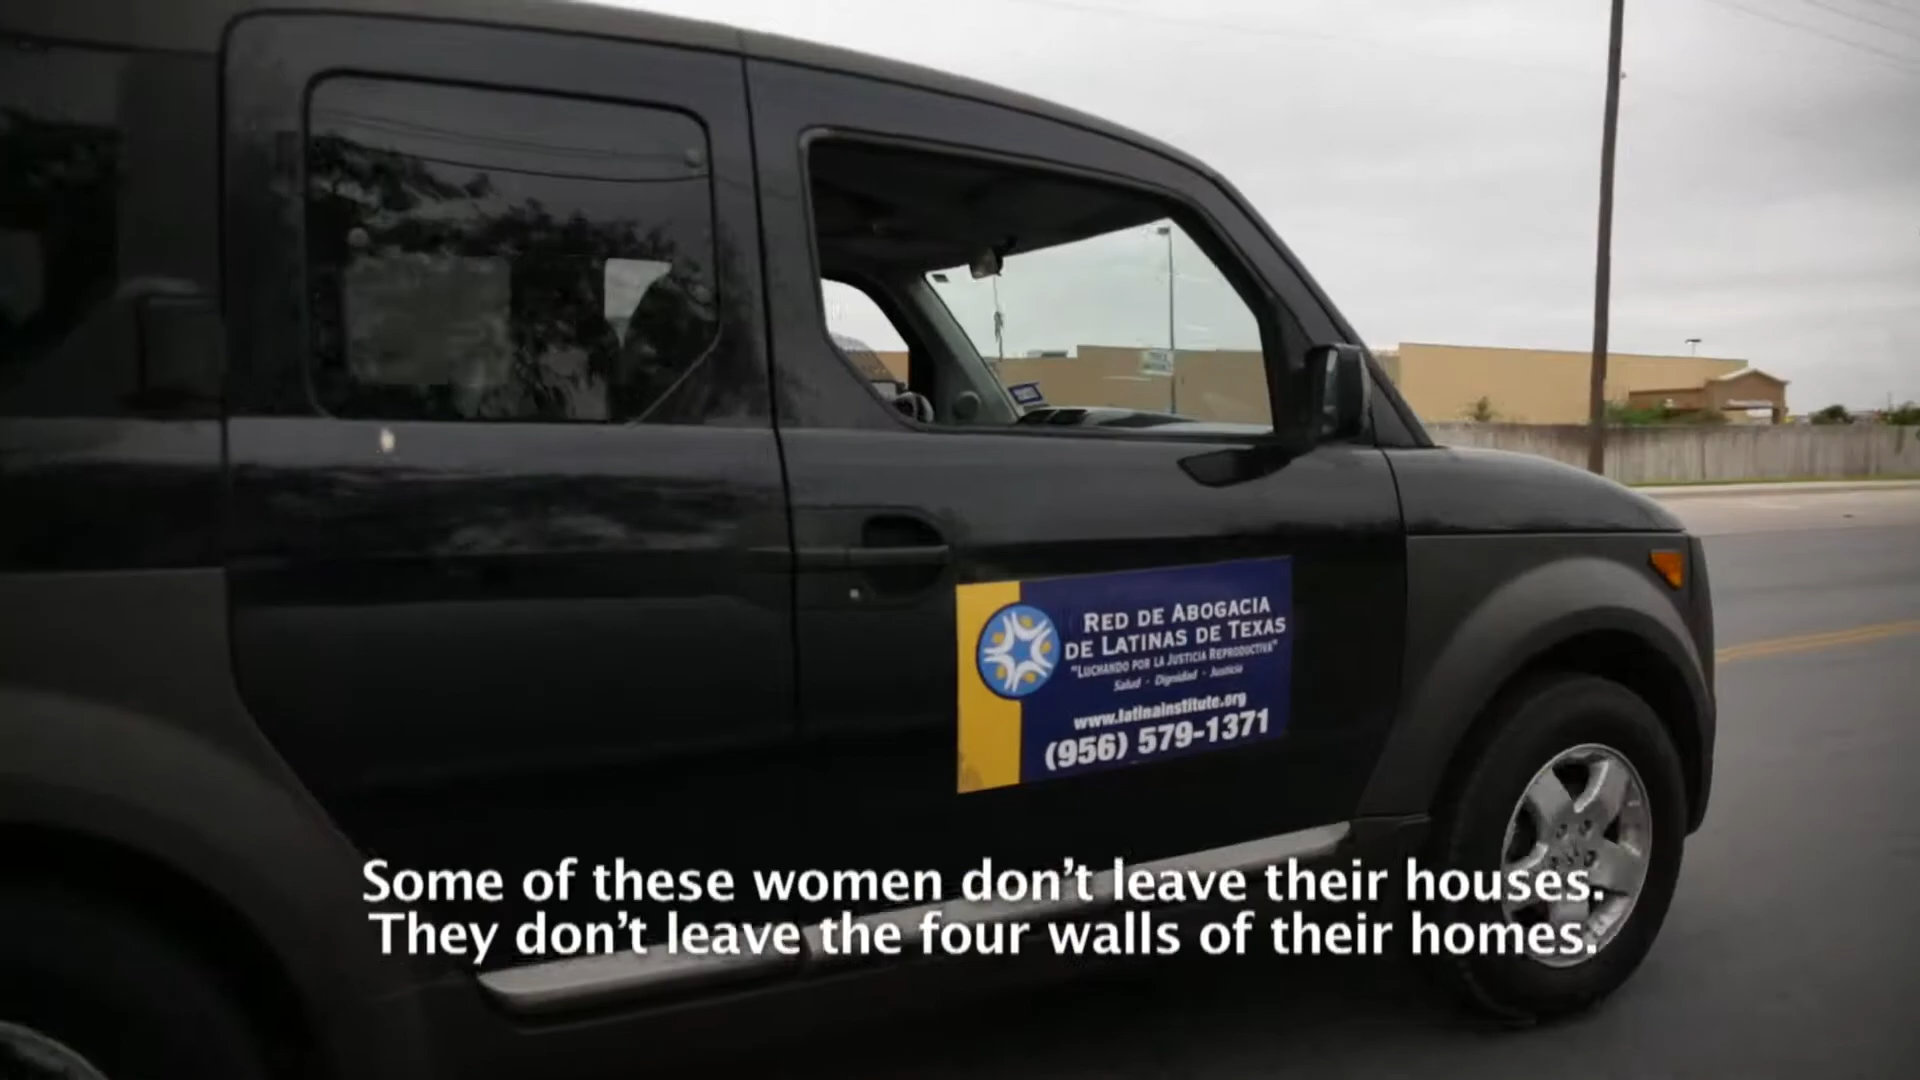 RED DE ABOGACIA
DE LATINAS DE TEXAS
"LUCHANDO POR LA JUSTICIA REPRODUCTIVA"
Salud - Dignidad - Justicia
www.latinainstitute.org
(956) 579-1371
Some of these women don't leave their houses.
They don't leave the four walls of their homes.